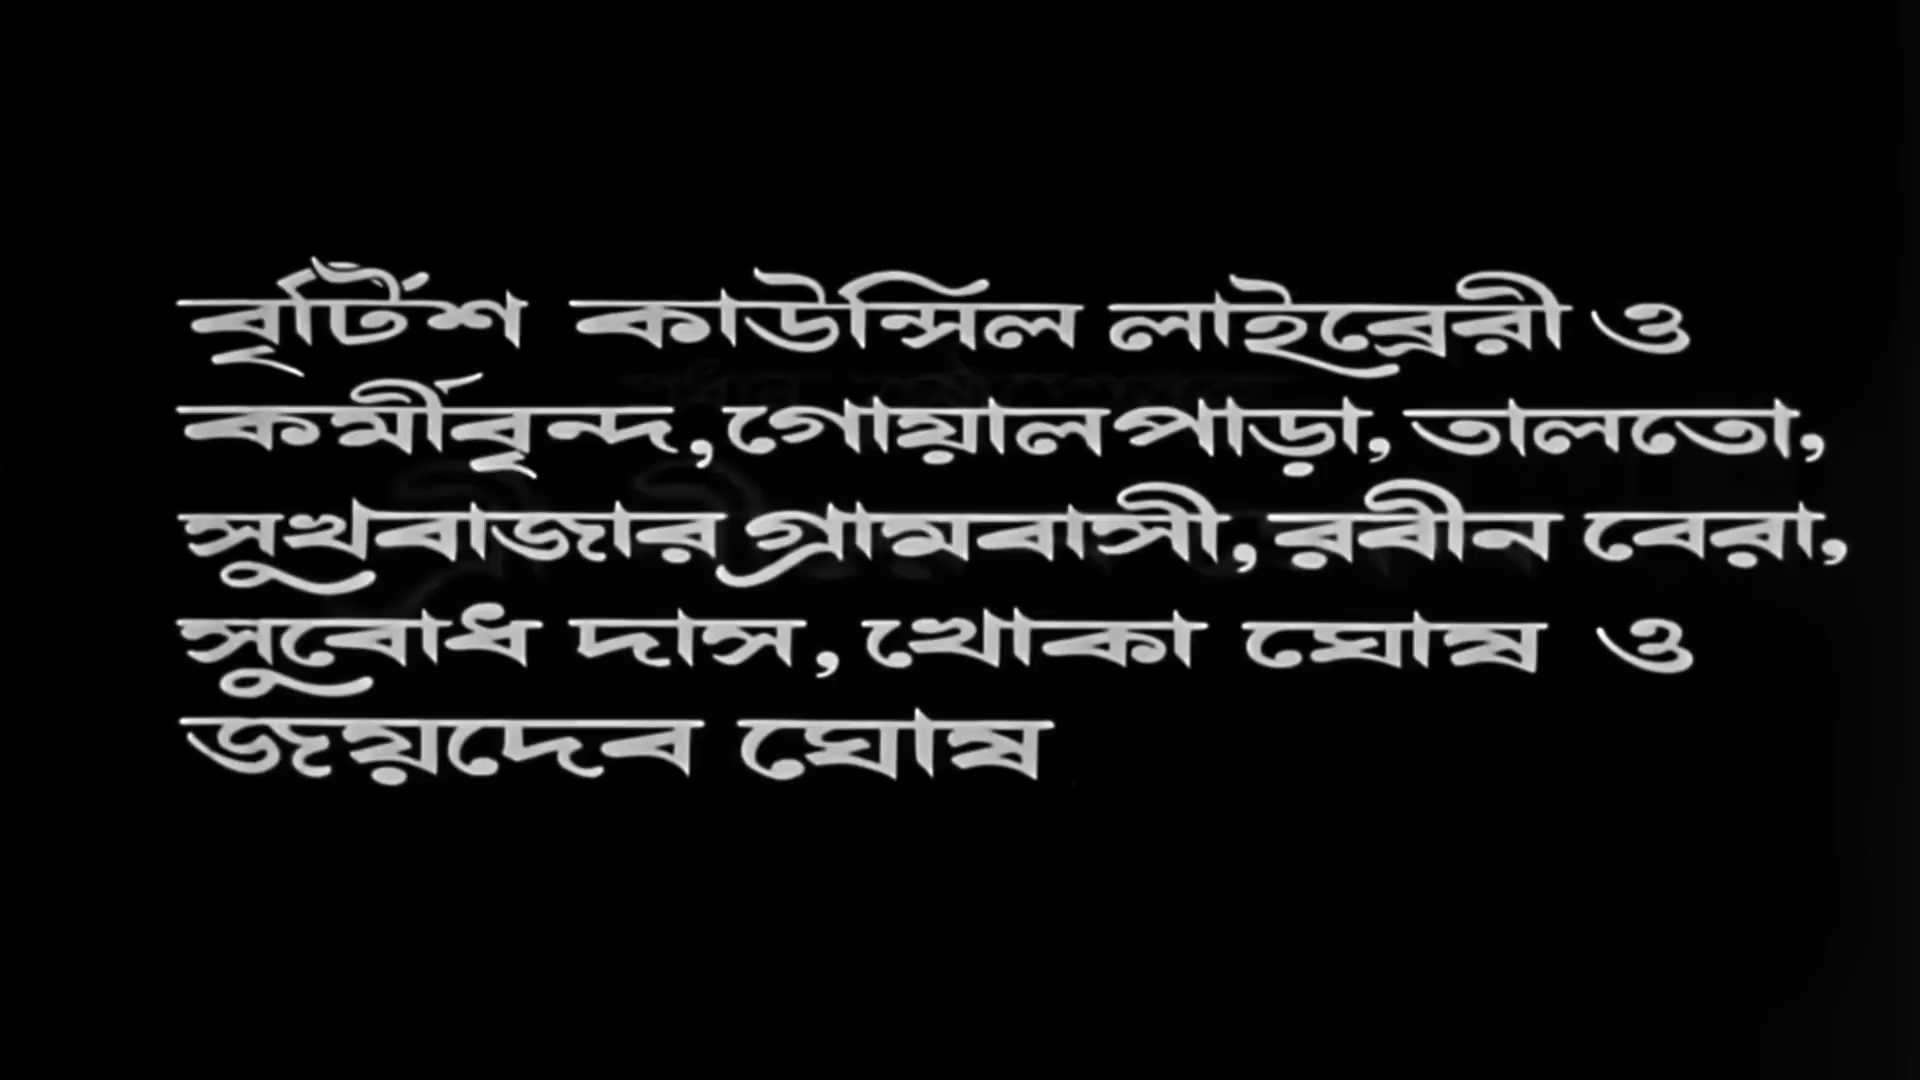 বৃটিশ কাউন্সিল লাইব্রেরী ও
কর্মীবৃন্দ, গোয়ালপাড়া, তালতো,
সুখবাজার গ্রামবাসী, রবীন বেরা,
সুবোধ দাস, খোকা ঘোষ ও
জয়দেব ঘোষ